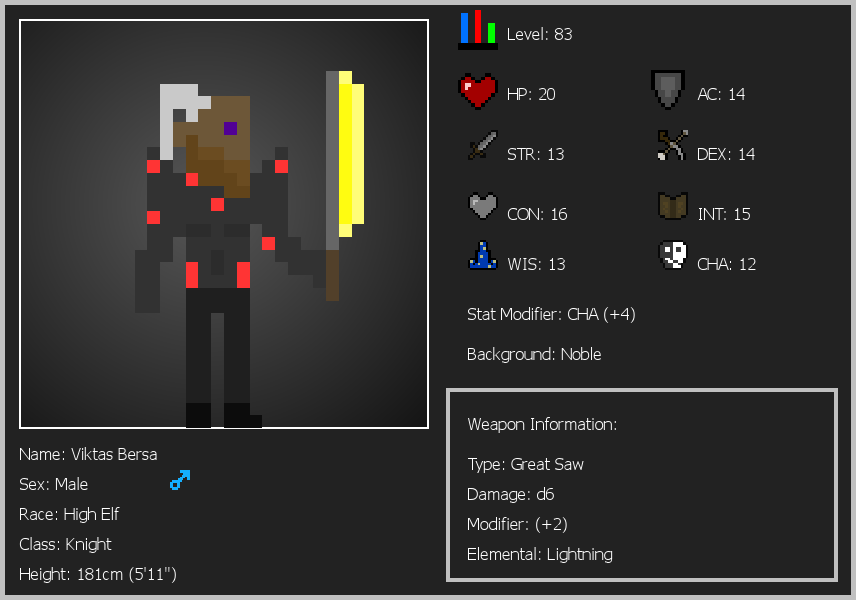 Level: 83
HP: 20
AC: 14
STR: 13
DEX: 14
CON: 16
INT: 15
WIS: 13
CHA: 12
Stat Modifier: CHA (+4)
Background: Noble
Weapon Information:
Type: Great Saw
Damage: d6
Modifier: (+2)
Elemental: Lightning
Name: Viktas Bersa
Sex: Male
Race: High Elf
Class: Knight
Height: 181cm (5'11")